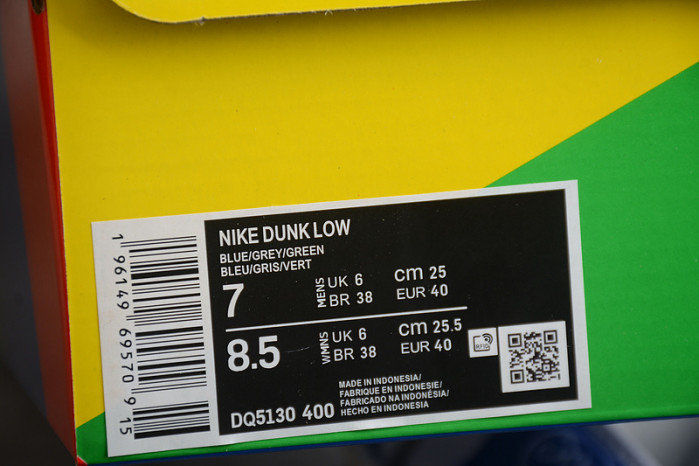 NIKE DUNK LOW
BLUE/GREY/GREEN
BLEU/GRIS/VERT
7 MENS UK 6 cm 25
BR 38 EUR 40
8.5 WMNS UK 6 cm 25.5
BR 38 EUR 40
RFID
MADE IN INDONESIA/
FABRIQUE EN INDONESIE/
FABRICADO NA INDONÉSIA/
HECHO EN INDONESIA
DQ5130 400
1 96149 69570 9 15